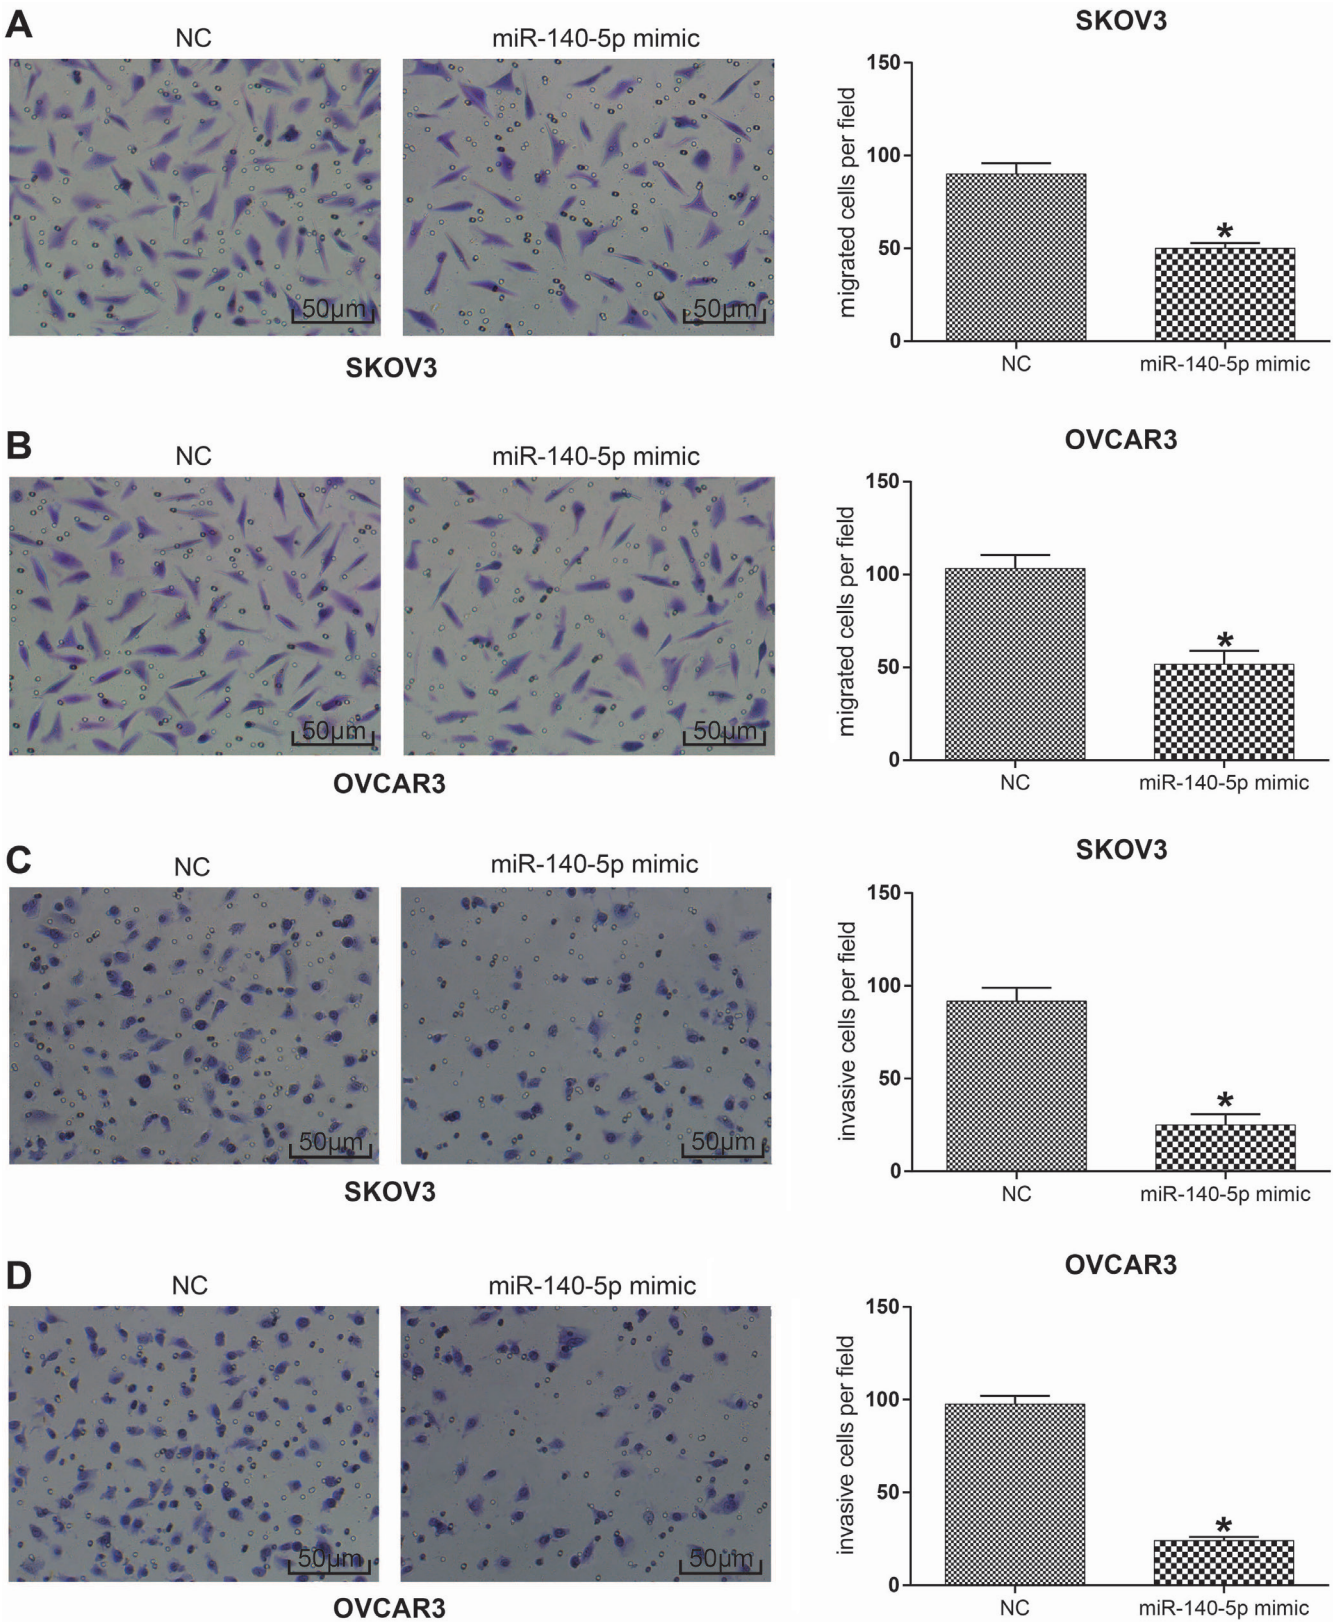 A
NC
miR-140-5p mimic
50µm
50µm
SKOV3
SKOV3
migrated cells per field
150
100
50
0
*
NC
miR-140-5p mimic
B
NC
miR-140-5p mimic
50µm
50µm
OVCAR3
OVCAR3
migrated cells per field
150
100
50
0
*
NC
miR-140-5p mimic
C
NC
miR-140-5p mimic
50µm
50µm
SKOV3
SKOV3
invasive cells per field
150
100
50
0
*
NC
miR-140-5p mimic
D
NC
miR-140-5p mimic
50µm
50µm
OVCAR3
OVCAR3
invasive cells per field
150
100
50
0
*
NC
miR-140-5p mimic